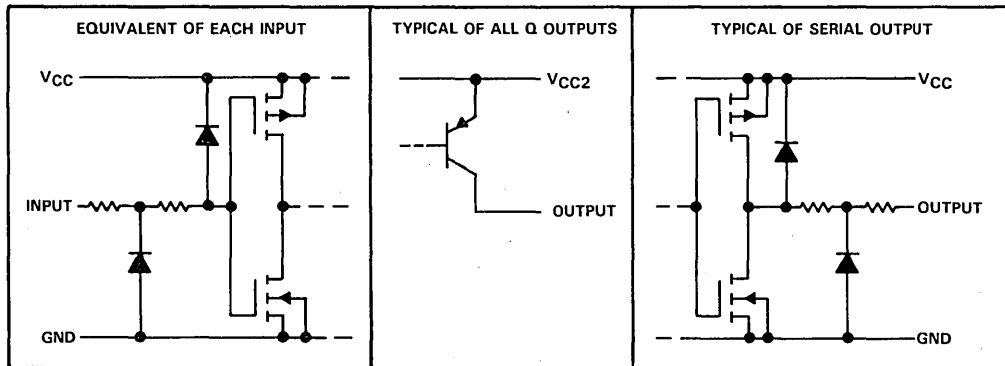 EQUIVALENT OF EACH INPUT
VCC
INPUT
GND
TYPICAL OF ALL Q OUTPUTS
VCC2
OUTPUT
TYPICAL OF SERIAL OUTPUT
VCC
OUTPUT
GND